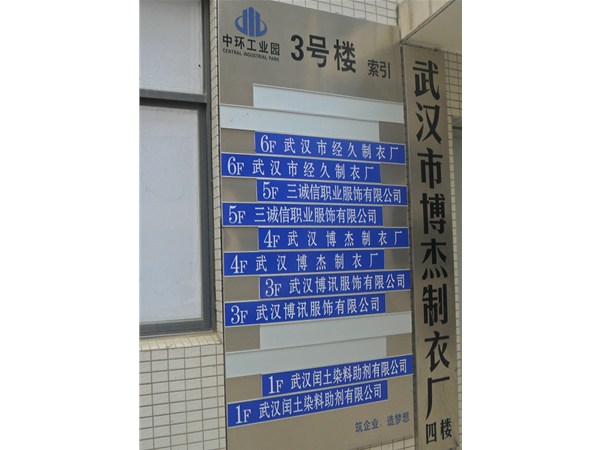 中环工业园
CENTRAL INDUSTRIAL PARK
3号楼 索引
6F 武汉市经久制衣厂
6F 武汉市经久制衣厂
5F 三诚信职业服饰有限公司
5F 三诚信职业服饰有限公司
4F 武汉博杰制衣厂
4F 武汉博杰制衣厂
3F 武汉博讯服饰有限公司
3F 武汉博讯服饰有限公司
1F 武汉闰土染料助剂有限公司
1F 武汉闰土染料助剂有限公司
筑企业，造梦想
武汉市博杰制衣厂
四楼